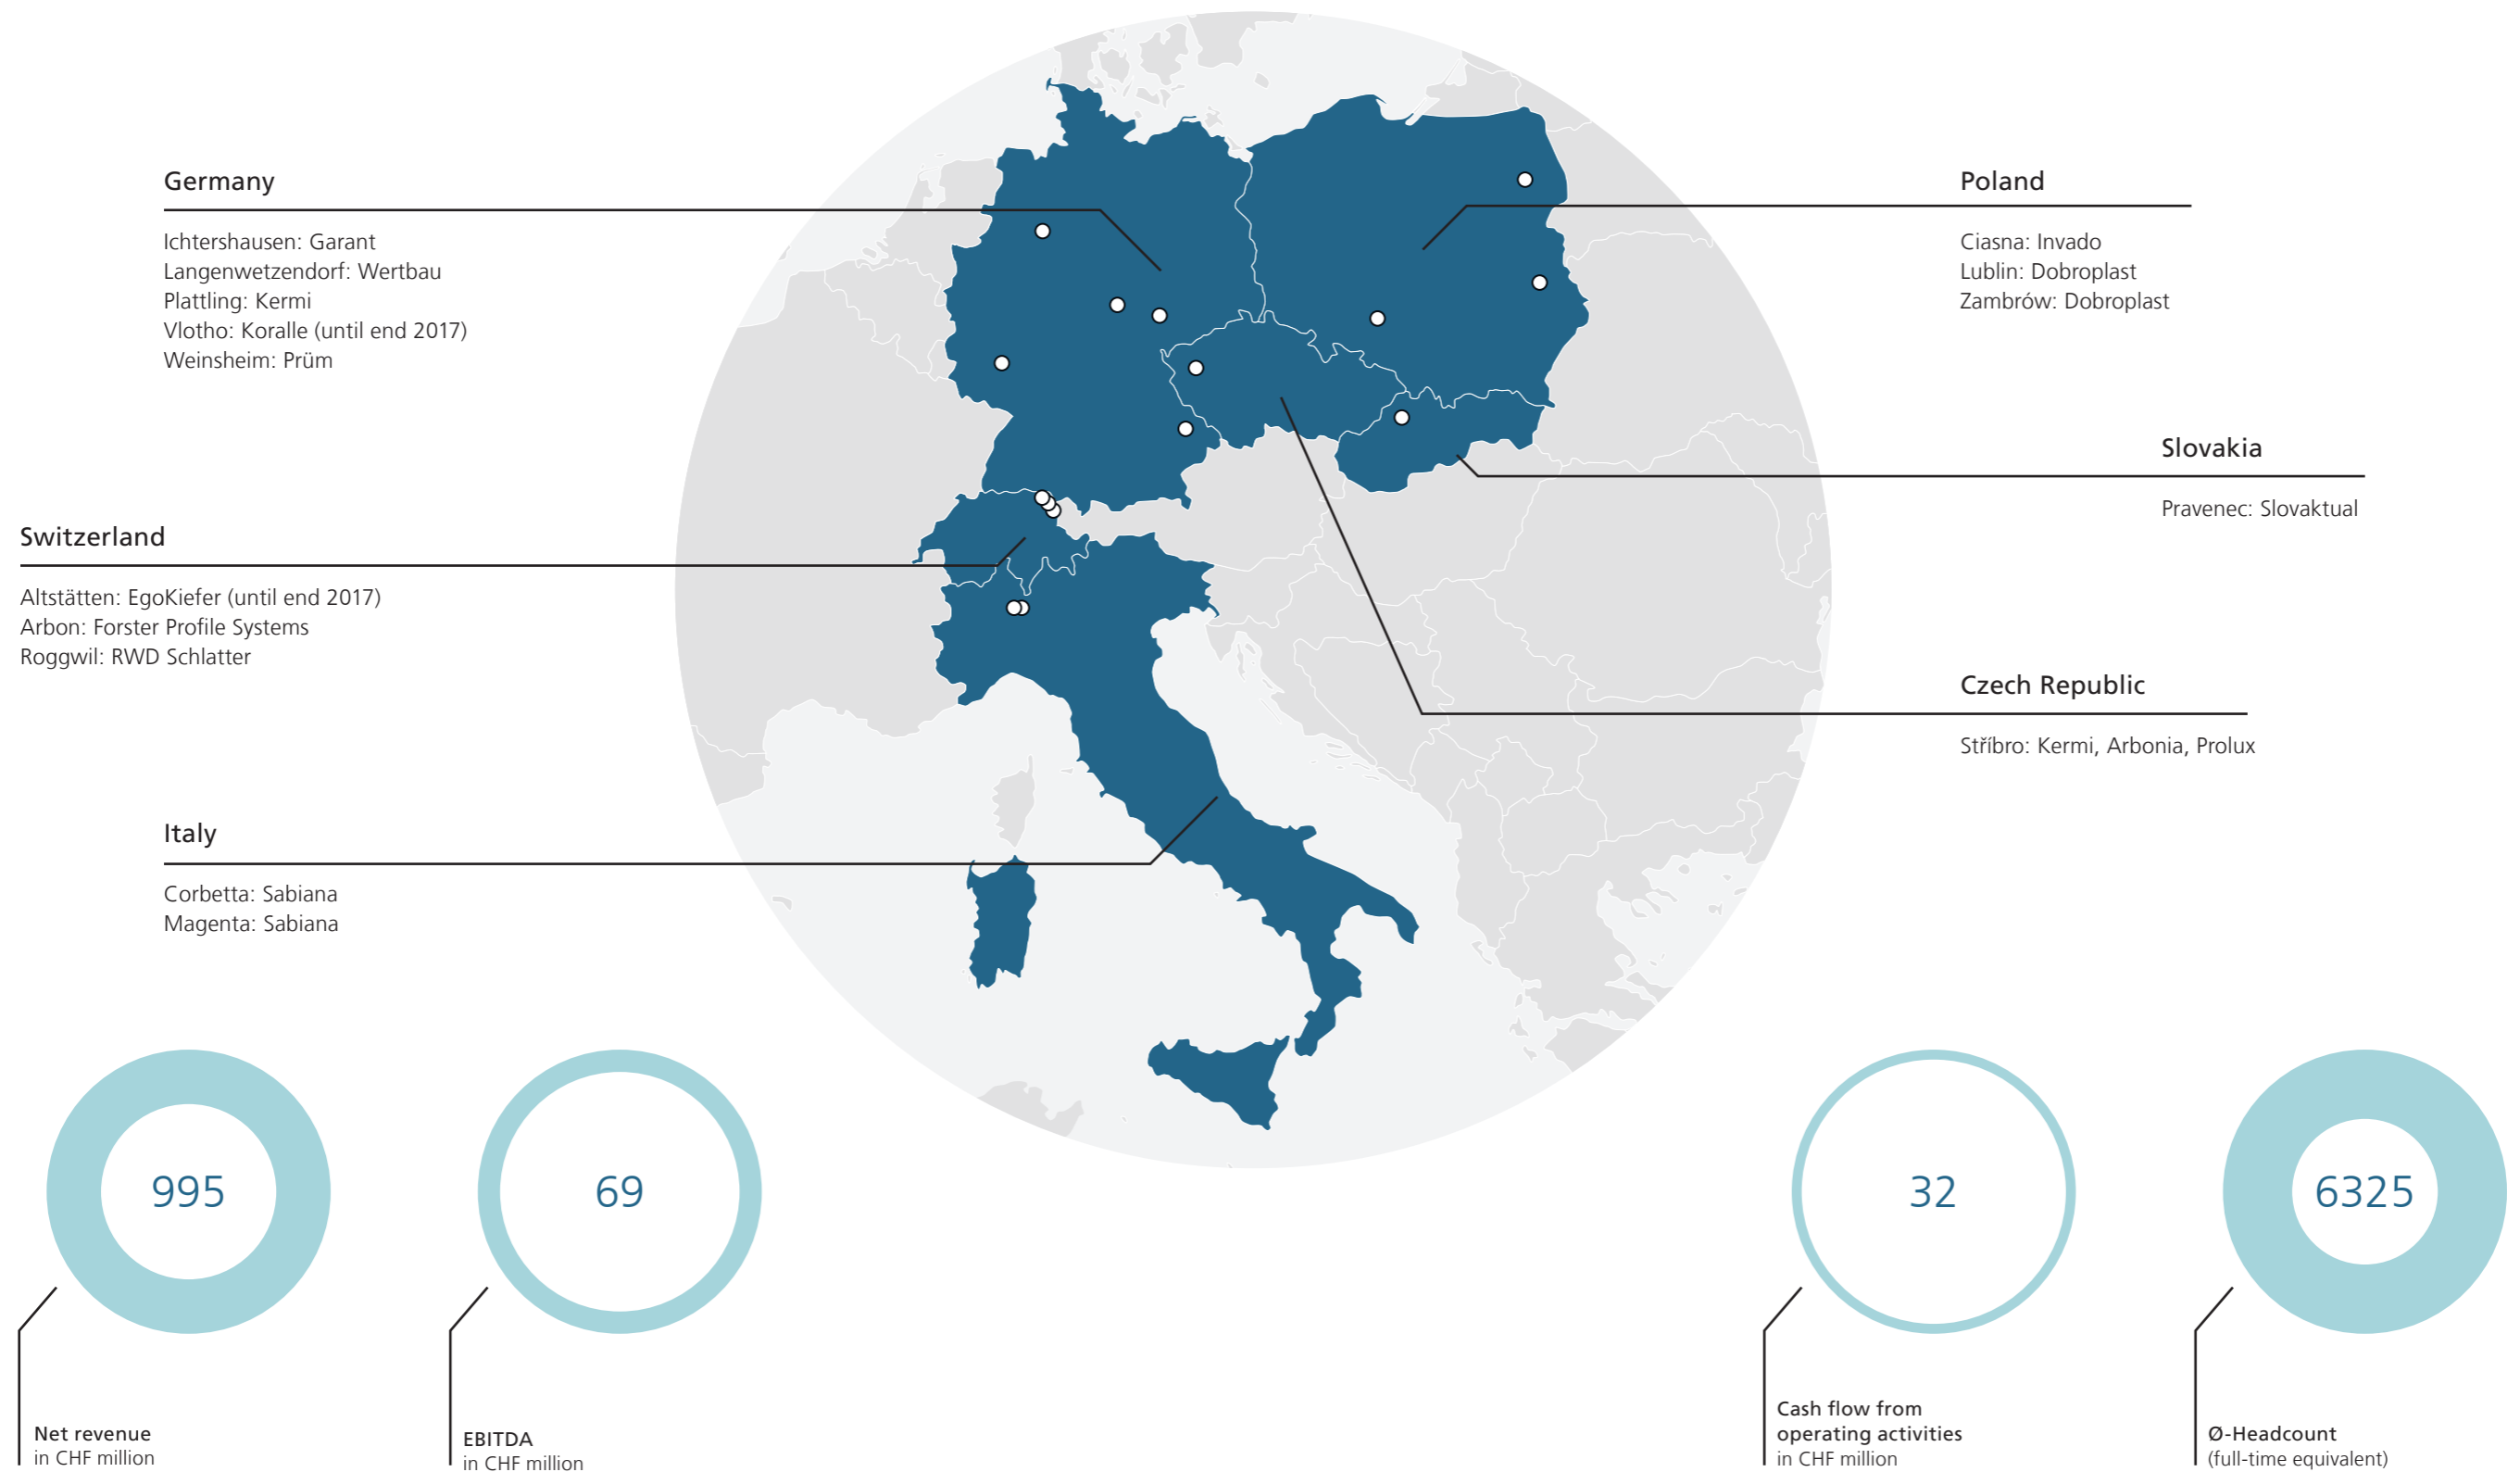 Germany
Ichtershausen: Garant
Langenwetzendorf: Wertbau
Plattling: Kermi
Vlotho: Koralle (until end 2017)
Weinsheim: Prüm
Poland
Ciasna: Invado
Lublin: Dobroplast
Zambrów: Dobroplast
Slovakia
Pravenec: Slovaktual
Switzerland
Altstätten: EgoKiefer (until end 2017)
Arbon: Forster Profile Systems
Roggwil: RWD Schlatter
Czech Republic
Stříbro: Kermi, Arbonia, Prolux
Italy
Corbetta: Sabiana
Magenta: Sabiana
995
Net revenue
in CHF million
69
EBITDA
in CHF million
32
Cash flow from
operating activities
in CHF million
6325
Ø-Headcount
(full-time equivalent)